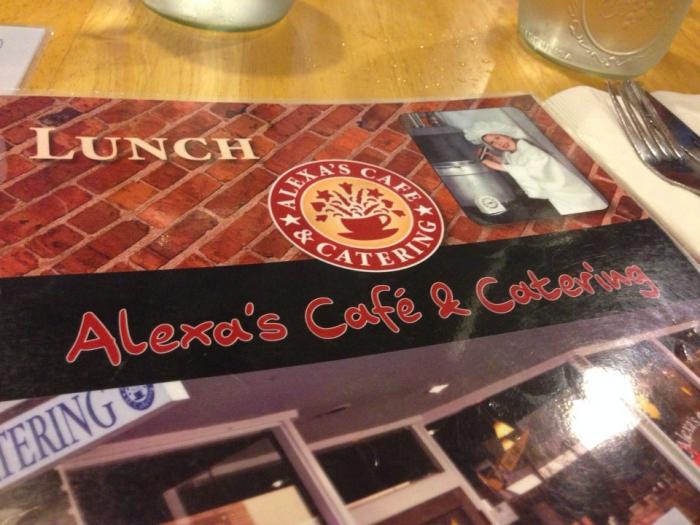 LUNCH
ALEXA'S CAFE
& CATERING
Alexa's Café & Catering
TERING